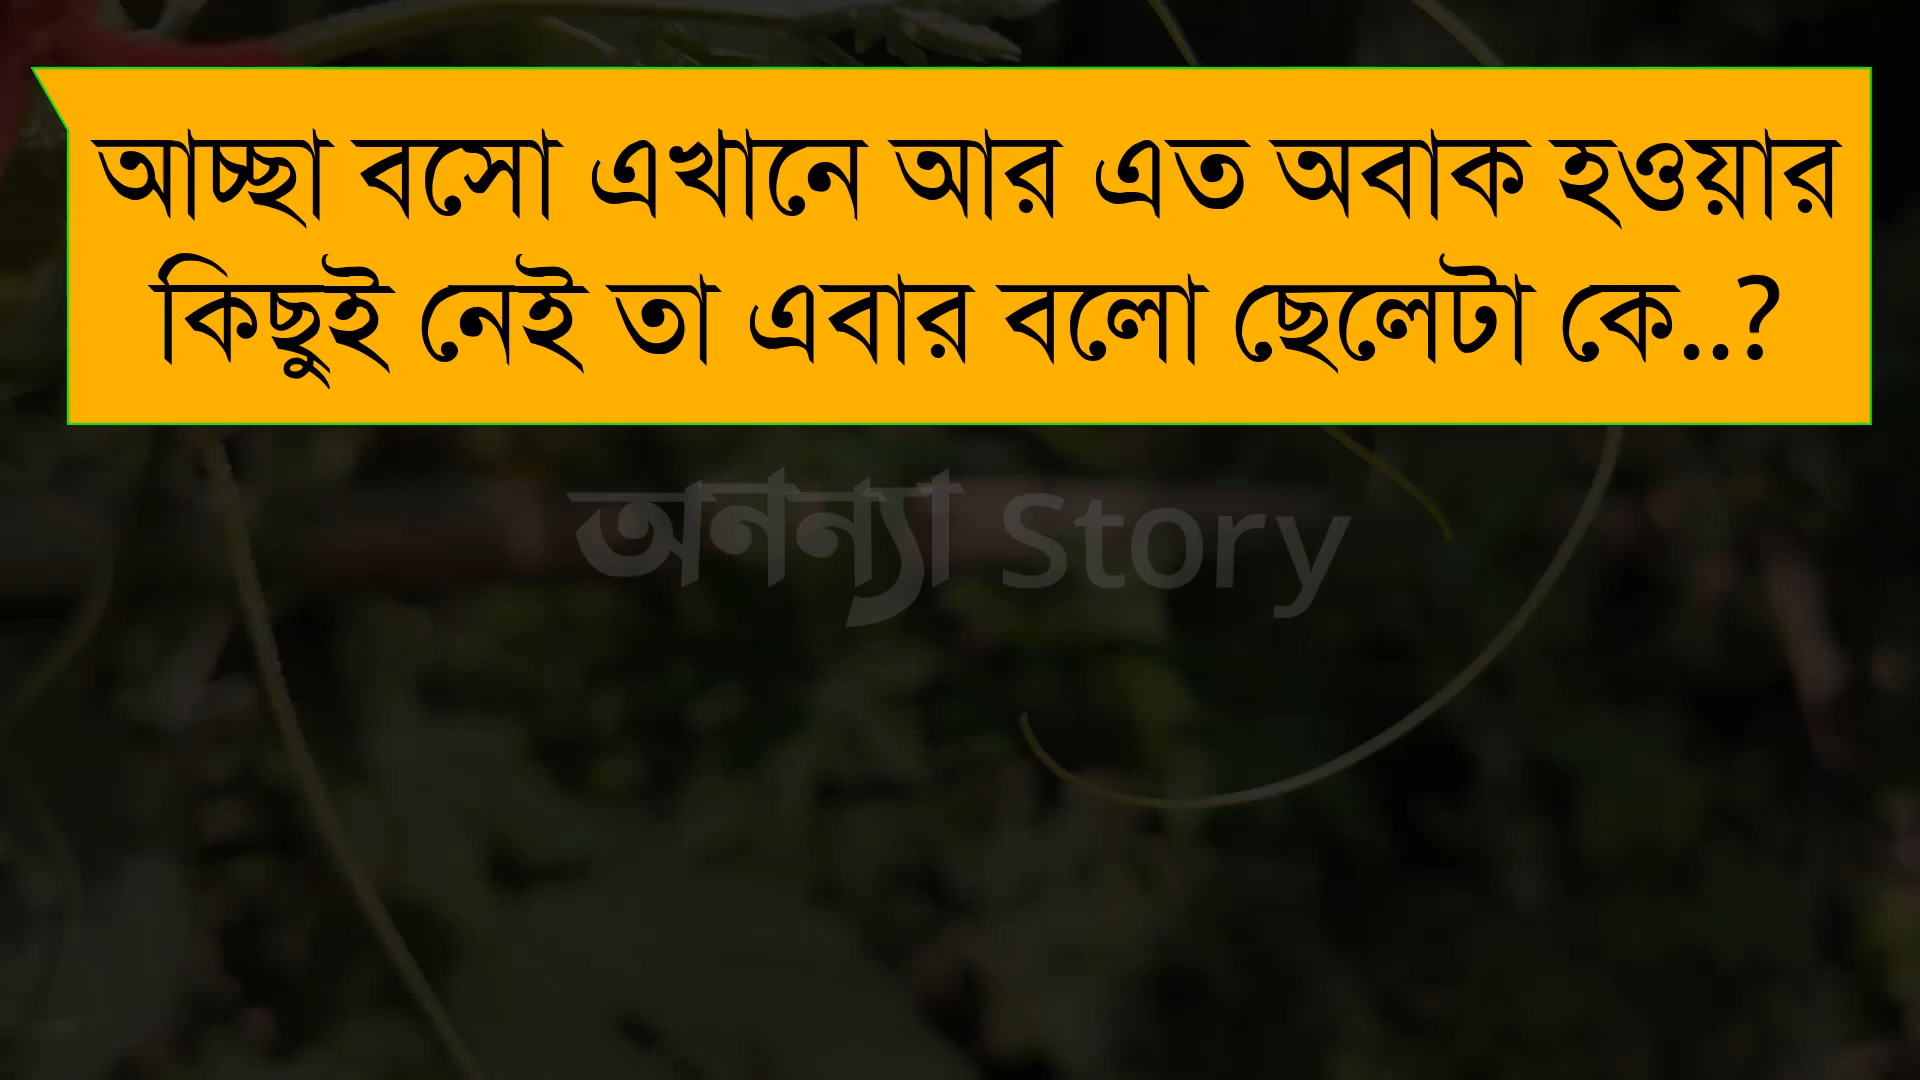 আচ্ছা বসো এখানে আর এত অবাক হওয়ার
কিছুই নেই তা এবার বলো ছেলেটা কে..?
অনন্যা Story